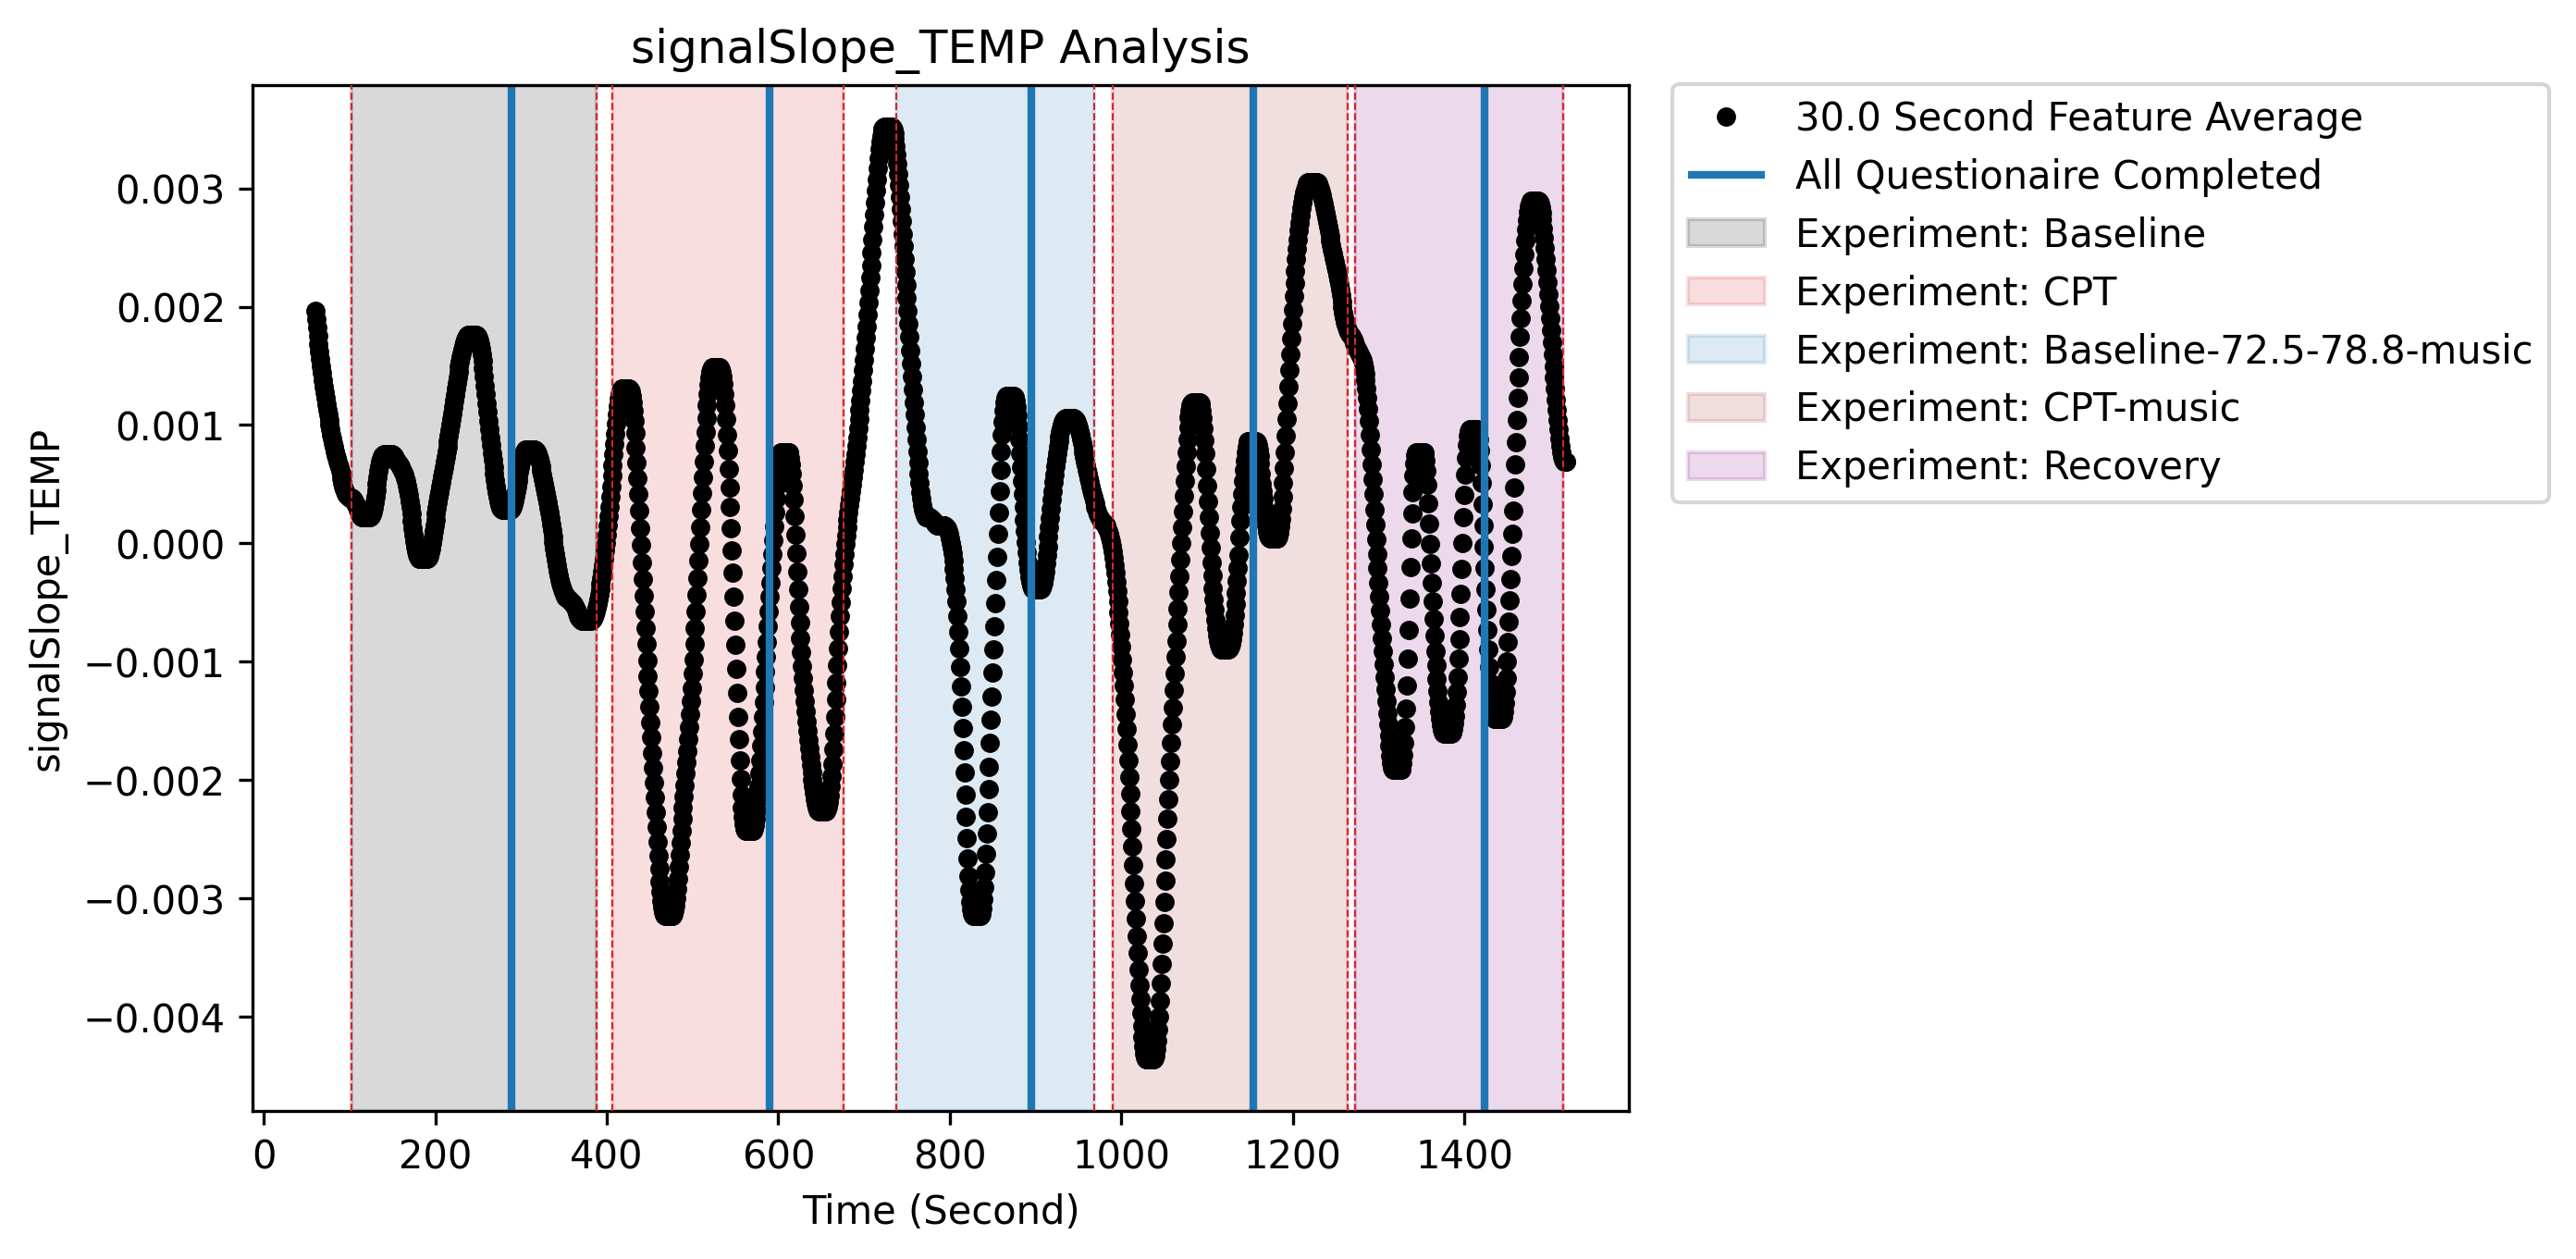 signalSlope_TEMP Analysis
30.0 Second Feature Average
All Questionaire Completed
Experiment: Baseline
Experiment: CPT
Experiment: Baseline-72.5-78.8-music
Experiment: CPT-music
Experiment: Recovery
signalSlope_TEMP
0.003
0.002
0.001
0.000
−0.001
−0.002
−0.003
−0.004
0 200 400 600 800 1000 1200 1400
Time (Second)